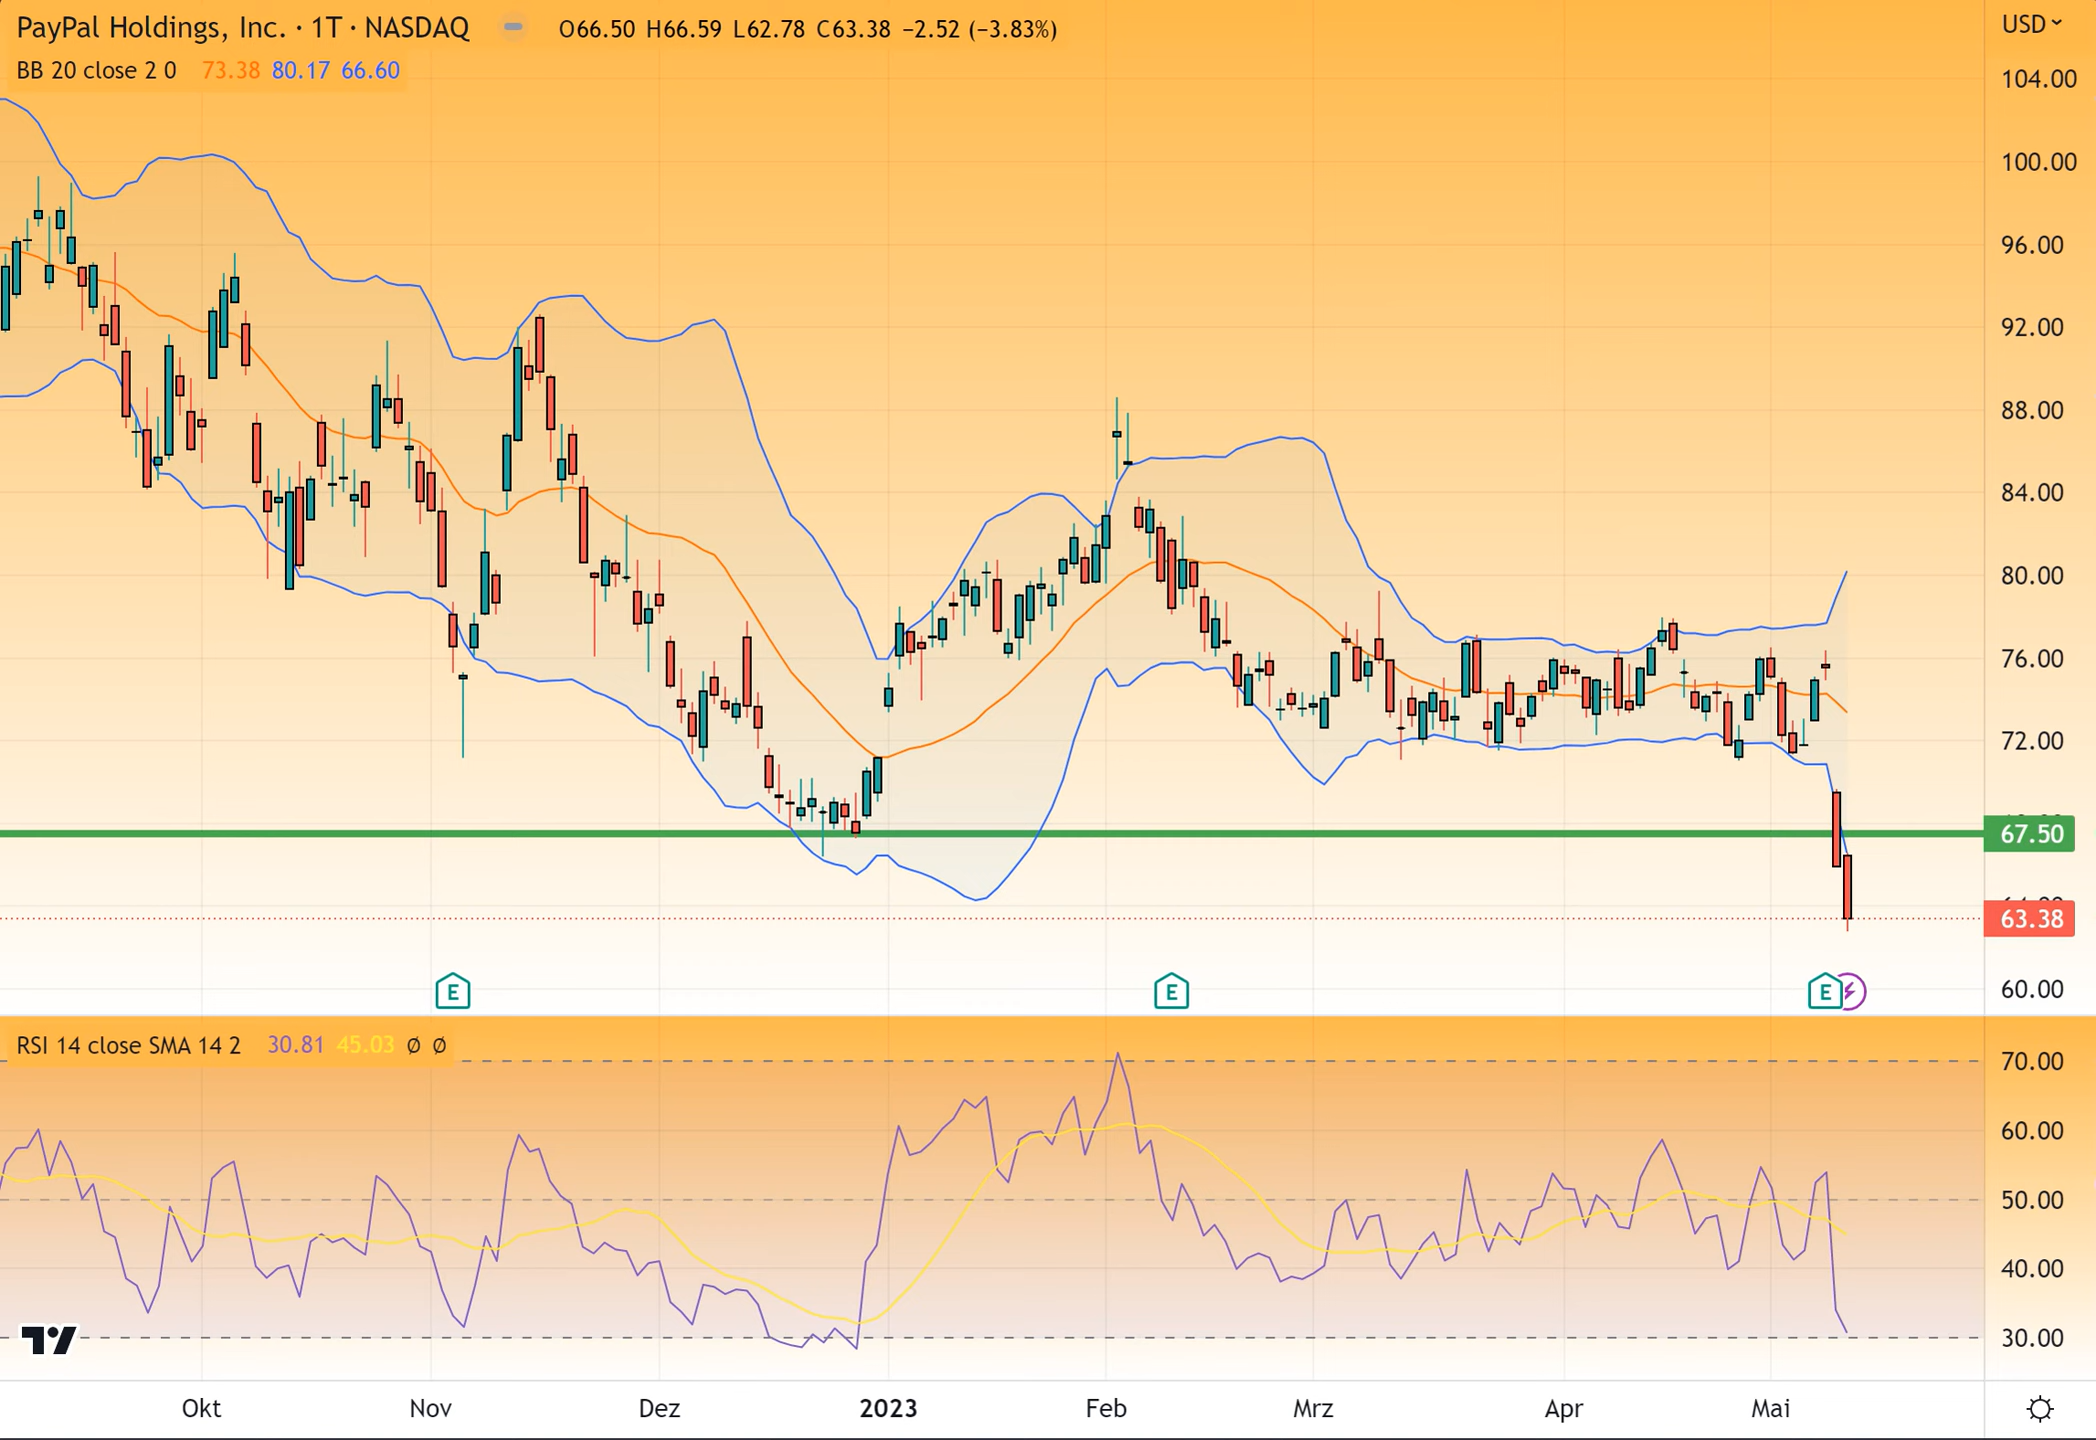 PayPal Holdings, Inc. · 1T · NASDAQ O66.50 H66.59 L62.78 C63.38 −2.52 (−3.83%)
USD
BB 20 close 2 0 73.38 80.17 66.60
104.00
100.00
96.00
92.00
88.00
84.00
80.00
76.00
72.00
67.50
63.38
E E E
60.00
RSI 14 close SMA 14 2 30.81 45.03 ∅ ∅
70.00
60.00
50.00
40.00
30.00
Okt Nov Dez 2023 Feb Mrz Apr Mai